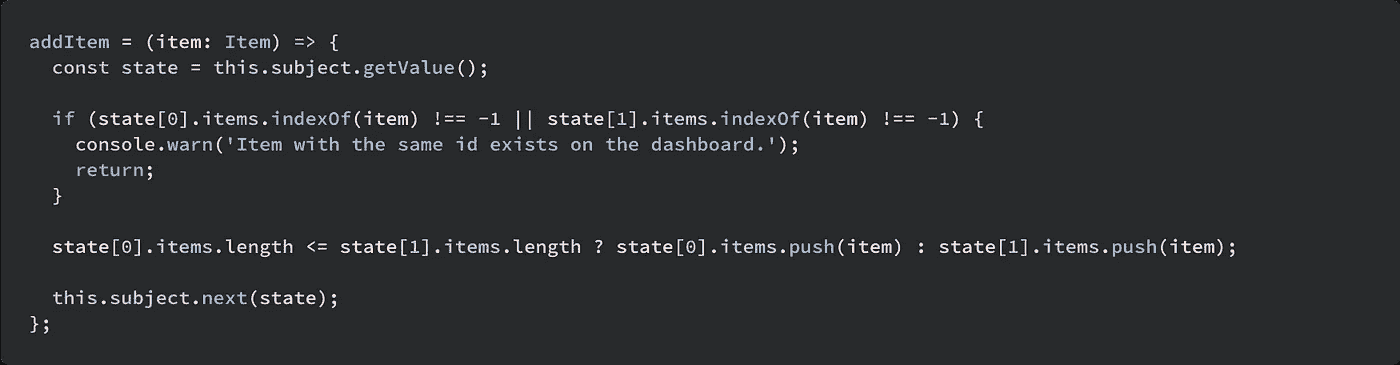 addItem = (item: Item) => {
  const state = this.subject.getValue();

  if (state[0].items.indexOf(item) !== -1 || state[1].items.indexOf(item) !== -1) {
    console.warn('Item with the same id exists on the dashboard.');
    return;
  }

  state[0].items.length <= state[1].items.length ? state[0].items.push(item) : state[1].items.push(item);

  this.subject.next(state);
};